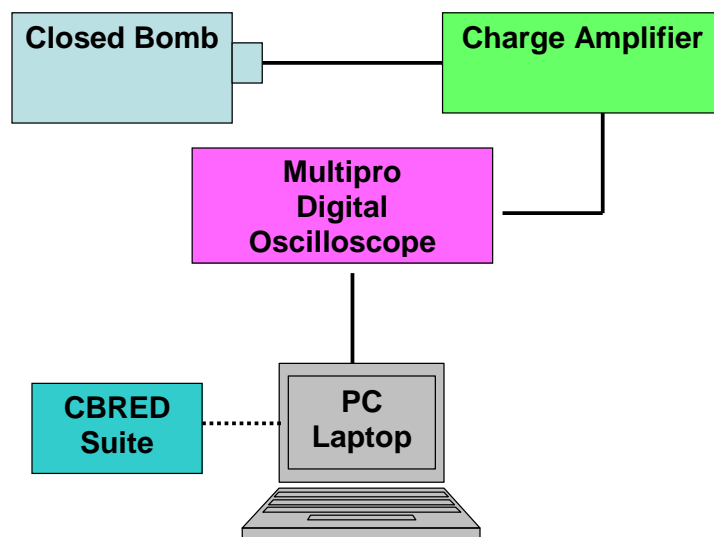 Closed Bomb
Charge Amplifier
Multipro
Digital
Oscilloscope
CBRED
Suite
PC
Laptop